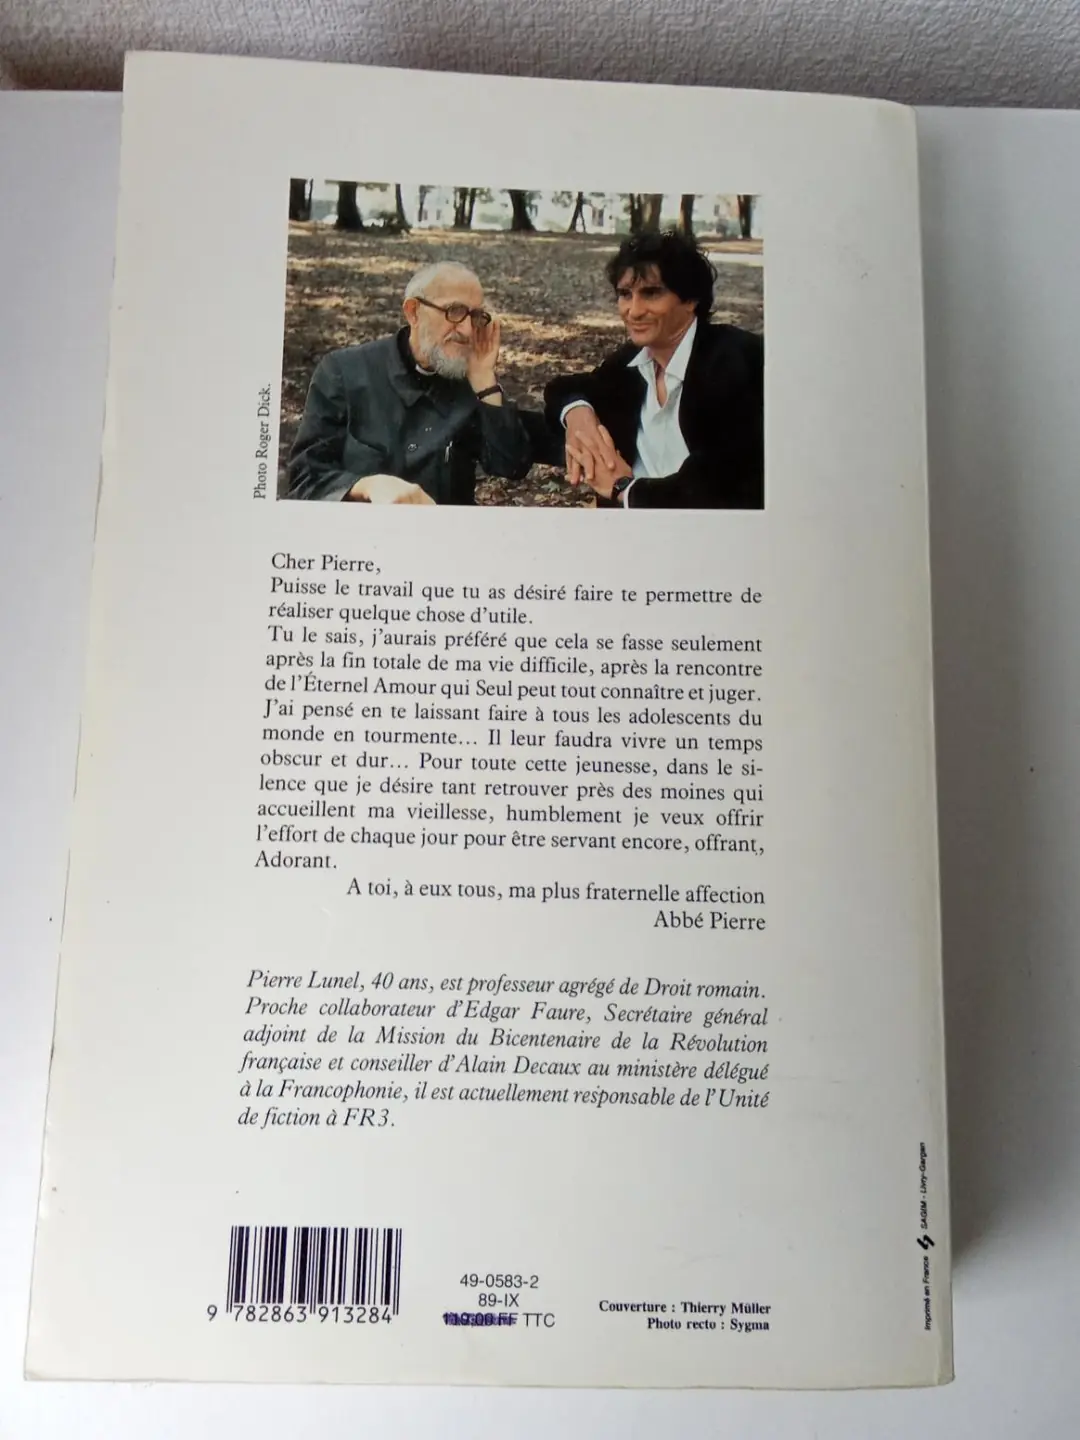 Photo Roger Dick.
Cher Pierre,
Puisse le travail que tu as désiré faire te permettre de
réaliser quelque chose d'utile.
Tu le sais, j'aurais préféré que cela se fasse seulement
après la fin totale de ma vie difficile, après la rencontre
de l'Éternel Amour qui Seul peut tout connaître et juger.
J'ai pensé en te laissant faire à tous les adolescents du
monde en tourmente... Il leur faudra vivre un temps
obscur et dur... Pour toute cette jeunesse, dans le si-
lence que je désire tant retrouver près des moines qui
accueillent ma vieillesse, humblement je veux offrir
l'effort de chaque jour pour être servant encore, offrant,
Adorant.
A toi, à eux tous, ma plus fraternelle affection
Abbé Pierre
Pierre Lunel, 40 ans, est professeur agrégé de Droit romain.
Proche collaborateur d'Edgar Faure, Secrétaire général
adjoint de la Mission du Bicentenaire de la Révolution
française et conseiller d'Alain Decaux au ministère délégué
à la Francophonie, il est actuellement responsable de l'Unité
de fiction à FR3.
9 782863 913284
49-0583-2
89-IX
119,00 FF TTC
Couverture : Thierry Müller
Photo recto : Sygma
Imprimé en France SAGIM - Livry-Gargan